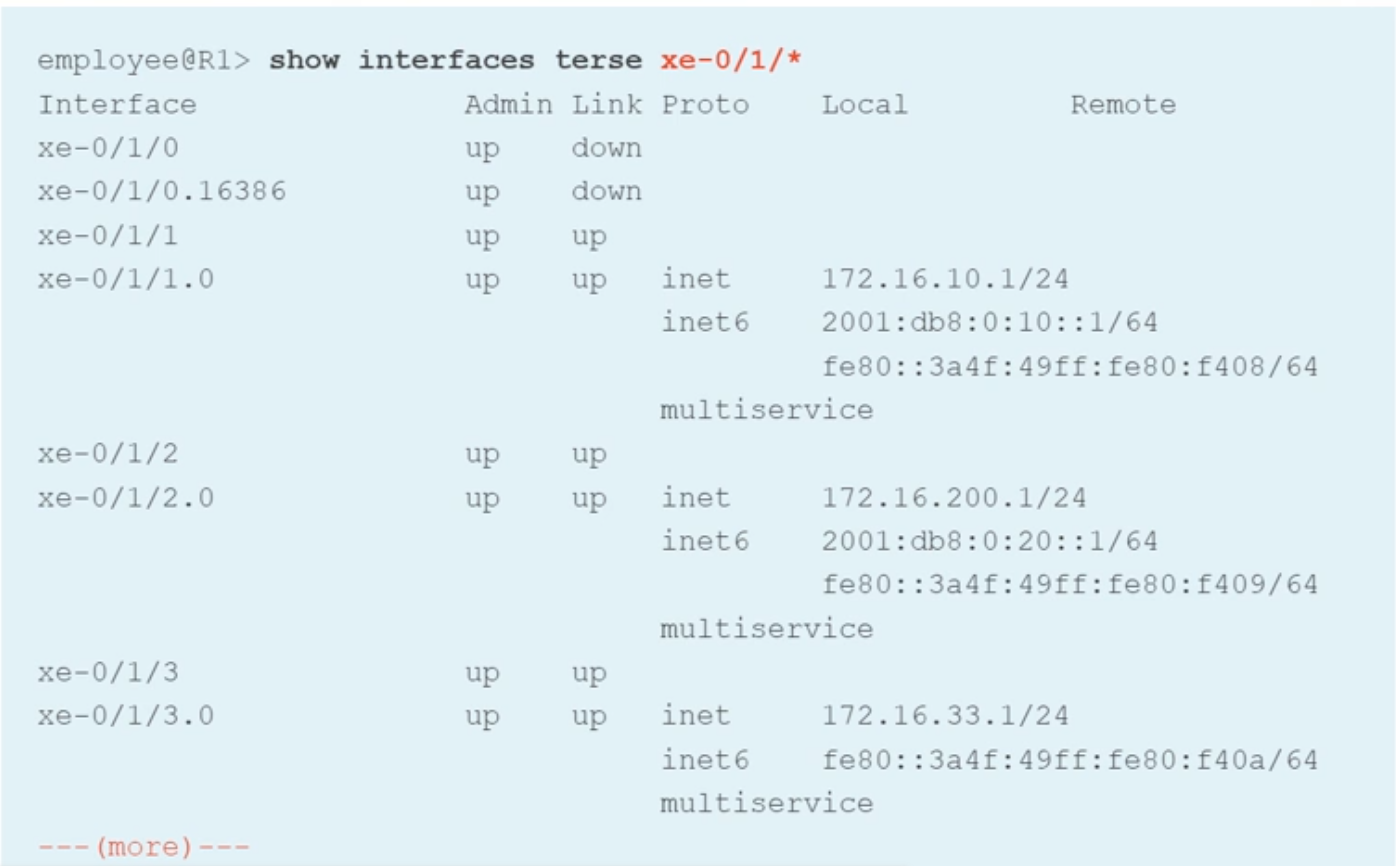 employee@R1> show interfaces terse xe-0/1/*
Interface Admin Link Proto Local Remote
xe-0/1/0 up down
xe-0/1/0.16386 up down
xe-0/1/1 up up
xe-0/1/1.0 up up inet 172.16.10.1/24
inet6 2001:db8:0:10::1/64
fe80::3a4f:49ff:fe80:f408/64
multiservice
xe-0/1/2 up up
xe-0/1/2.0 up up inet 172.16.200.1/24
inet6 2001:db8:0:20::1/64
fe80::3a4f:49ff:fe80:f409/64
multiservice
xe-0/1/3 up up
xe-0/1/3.0 up up inet 172.16.33.1/24
inet6 fe80::3a4f:49ff:fe80:f40a/64
multiservice
---(more)---